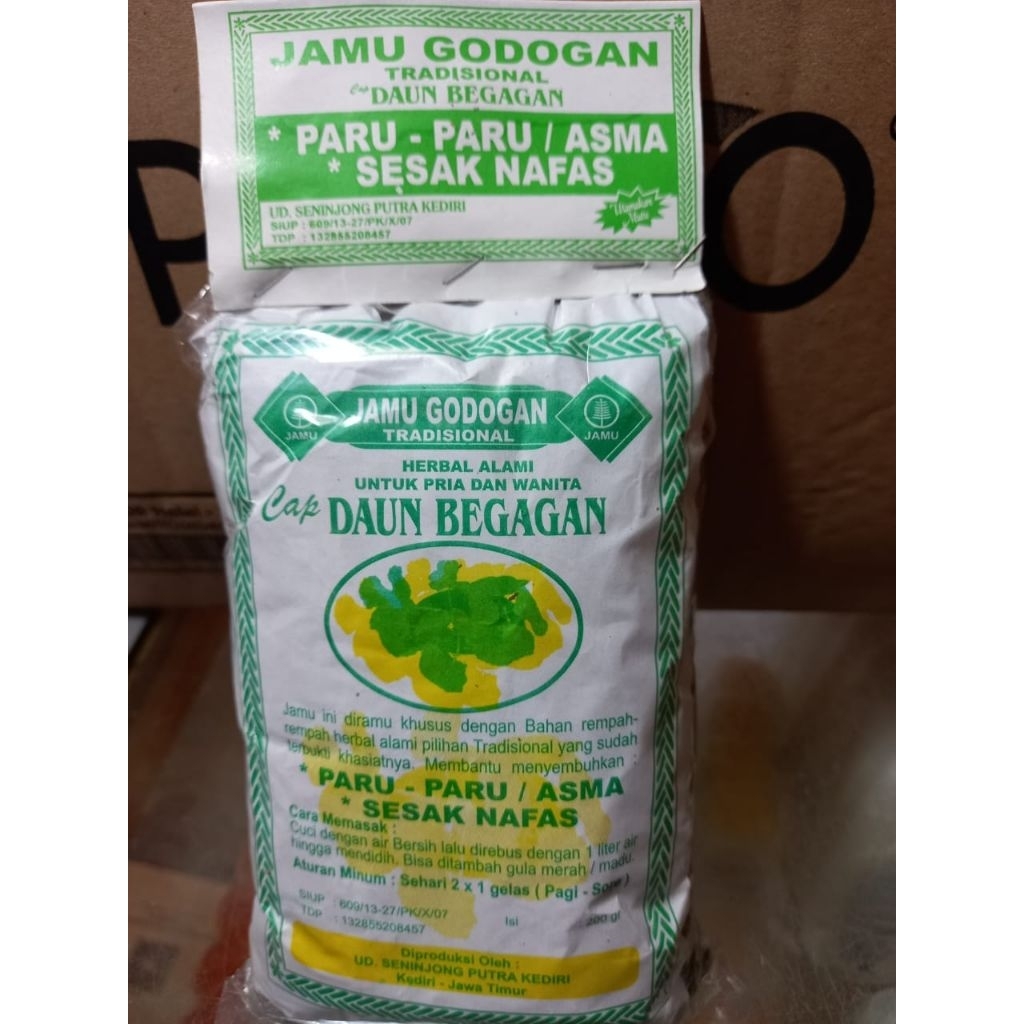 JAMU GODOGAN
TRADISIONAL
Cap DAUN BEGAGAN
* PARU - PARU / ASMA
* SESAK NAFAS
UD. SENINJONG PUTRA KEDIRI
SIUP : 609/13-27/PK/X/07
TDP : 132855208457
Utamakan
Mutu
JAMU
JAMU GODOGAN
TRADISIONAL
JAMU
HERBAL ALAMI
UNTUK PRIA DAN WANITA
Cap DAUN BEGAGAN
Jamu ini diramu khusus dengan Bahan rempah-
rempah herbal alami pilihan Tradisional yang sudah
terbukti khasiatnya. Membantu menyembuhkan :
* PARU - PARU / ASMA
* SESAK NAFAS
Cara Memasak :
Cuci dengan air Bersih lalu direbus dengan 1 liter air
hingga mendidih. Bisa ditambah gula merah / madu.
Aturan Minum : Sehari 2 x 1 gelas ( Pagi - Sore )
SIUP : 609/13-27/PK/X/07
TDP : 132855208457
Isi : 200 gr
Diproduksi Oleh :
UD. SENINJONG PUTRA KEDIRI
Kediri - Jawa Timur